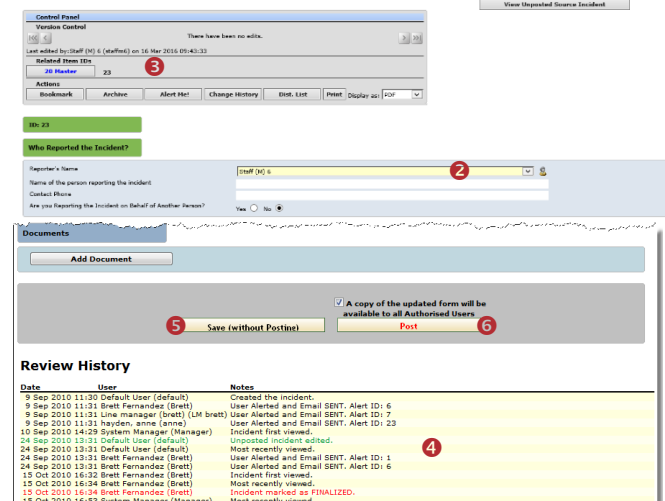 View Unposted Source Incident
Control Panel
Version Control
There have been no edits.
Last edited by:Staff (M) 6 (staffm6) on 16 Mar 2016 09:43:33
Related Item IDs
20 Master 23
3
Actions
Bookmark Archive Alert Me! Change History Dist. List Print Display as: PDF
ID: 23
Who Reported the Incident?
Reporter's Name Staff (M) 6 2
Name of the person reporting the incident
Contact Phone
Are you Reporting the Incident on Behalf of Another Person? Yes No
Documents
Add Document
A copy of the updated form will be
available to all Authorised Users
5 Save (without Posting) Post 6
Review History
Date User Notes
9 Sep 2010 11:30 Default User (default) Created the incident.
9 Sep 2010 11:31 Brett Fernandez (Brett) User Alerted and Email SENT. Alert ID: 6
9 Sep 2010 11:31 Line manager (brett) (LM brett) User Alerted and Email SENT. Alert ID: 7
9 Sep 2010 11:31 hayden, anne (anne) User Alerted and Email SENT. Alert ID: 23
10 Sep 2010 14:29 System Manager (Manager) Incident first viewed.
24 Sep 2010 13:31 Default User (default) Unposted incident edited.
24 Sep 2010 13:31 Default User (default) Most recently viewed.
4
24 Sep 2010 13:31 Brett Fernandez (Brett) User Alerted and Email SENT. Alert ID: 1
24 Sep 2010 13:31 Brett Fernandez (Brett) User Alerted and Email SENT. Alert ID: 6
15 Oct 2010 16:32 Brett Fernandez (Brett) Incident first viewed.
15 Oct 2010 16:34 Brett Fernandez (Brett) Most recently viewed.
15 Oct 2010 16:34 Brett Fernandez (Brett) Incident marked as FINALIZED.
15 Oct 2010 16:53 System Manager (Manager) Most recently viewed.